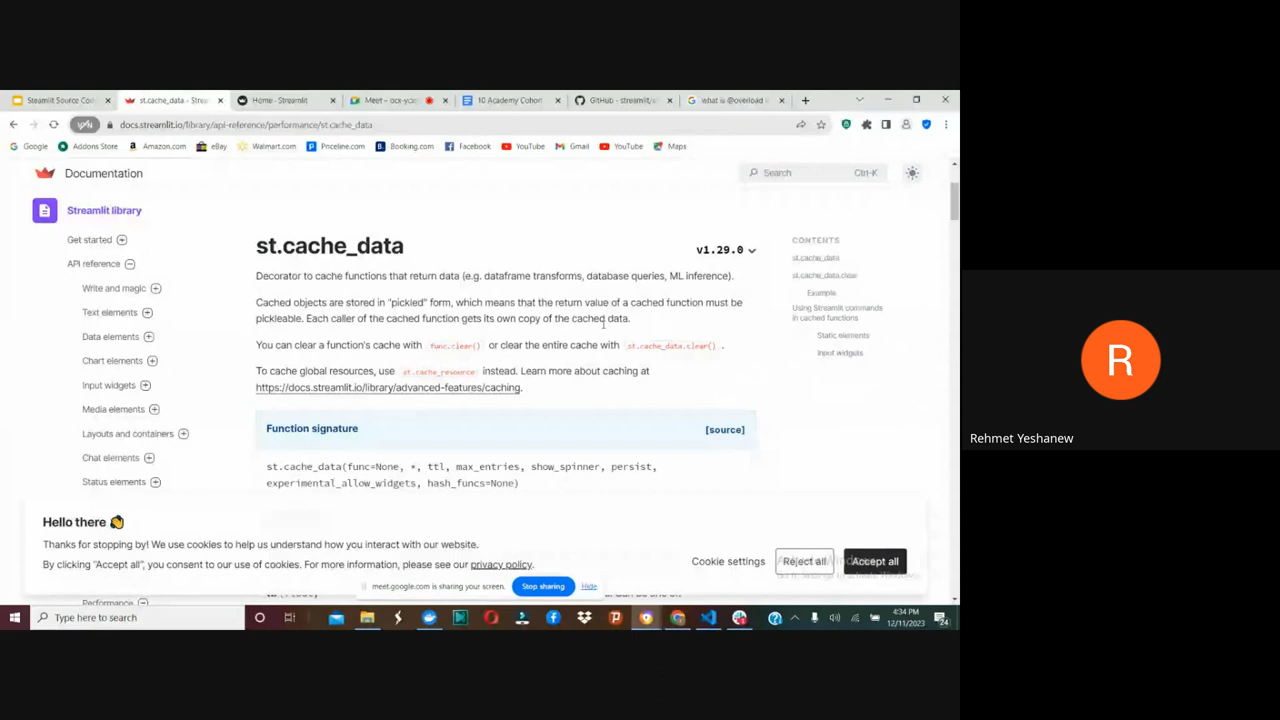 Streamlit Source Cod
st.cache_data - Strea
Home · Streamlit
Meet – ocx-ycac
10 Academy Cohort
GitHub - streamlit/s
what is @overload
docs.streamlit.io/library/api-reference/performance/st.cache_data
Google Addons Store Amazon.com eBay Walmart.com Priceline.com Booking.com Facebook YouTube Gmail YouTube Maps
Documentation
Search Ctrl-K
Streamlit library
Get started
API reference
Write and magic
Text elements
Data elements
Chart elements
Input widgets
Media elements
Layouts and containers
Chat elements
Status elements
Performance
st.cache_data
v1.29.0
Decorator to cache functions that return data (e.g. dataframe transforms, database queries, ML inference).
Cached objects are stored in "pickled" form, which means that the return value of a cached function must be
pickleable. Each caller of the cached function gets its own copy of the cached data.
You can clear a function's cache with func.clear() or clear the entire cache with st.cache_data.clear() .
To cache global resources, use st.cache_resource instead. Learn more about caching at
https://docs.streamlit.io/library/advanced-features/caching.
Function signature [source]
st.cache_data(func=None, *, ttl, max_entries, show_spinner, persist,
experimental_allow_widgets, hash_funcs=None)
CONTENTS
st.cache_data
st.cache_data.clear
Example
Using Streamlit commands
in cached functions
Static elements
Input widgets
Hello there 👋
Thanks for stopping by! We use cookies to help us understand how you interact with our website.
By clicking "Accept all", you consent to our use of cookies. For more information, please see our privacy policy.
Cookie settings Reject all Accept all
meet.google.com is sharing your screen. Stop sharing Hide
Type here to search
4:34 PM
12/11/2023
24
R
Rehmet Yeshanew